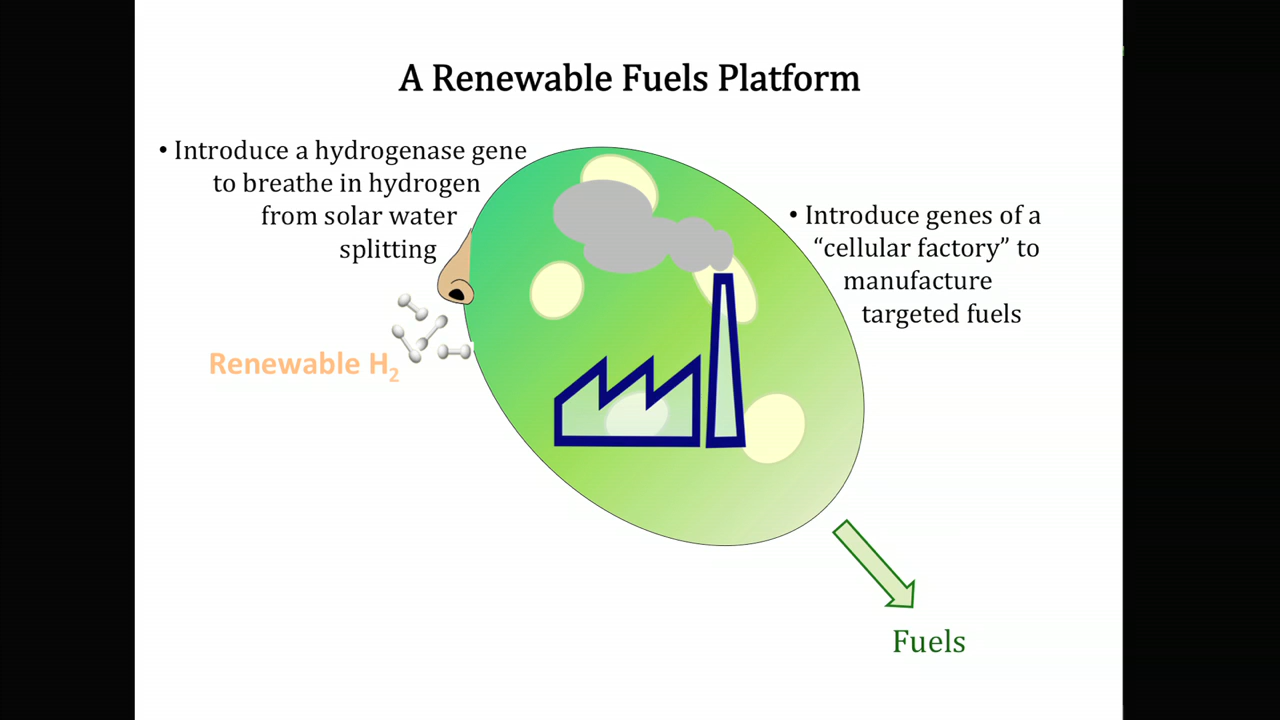 A Renewable Fuels Platform
• Introduce a hydrogenase gene
to breathe in hydrogen
from solar water
splitting
• Introduce genes of a
“cellular factory” to
manufacture
targeted fuels
Renewable H₂
Fuels